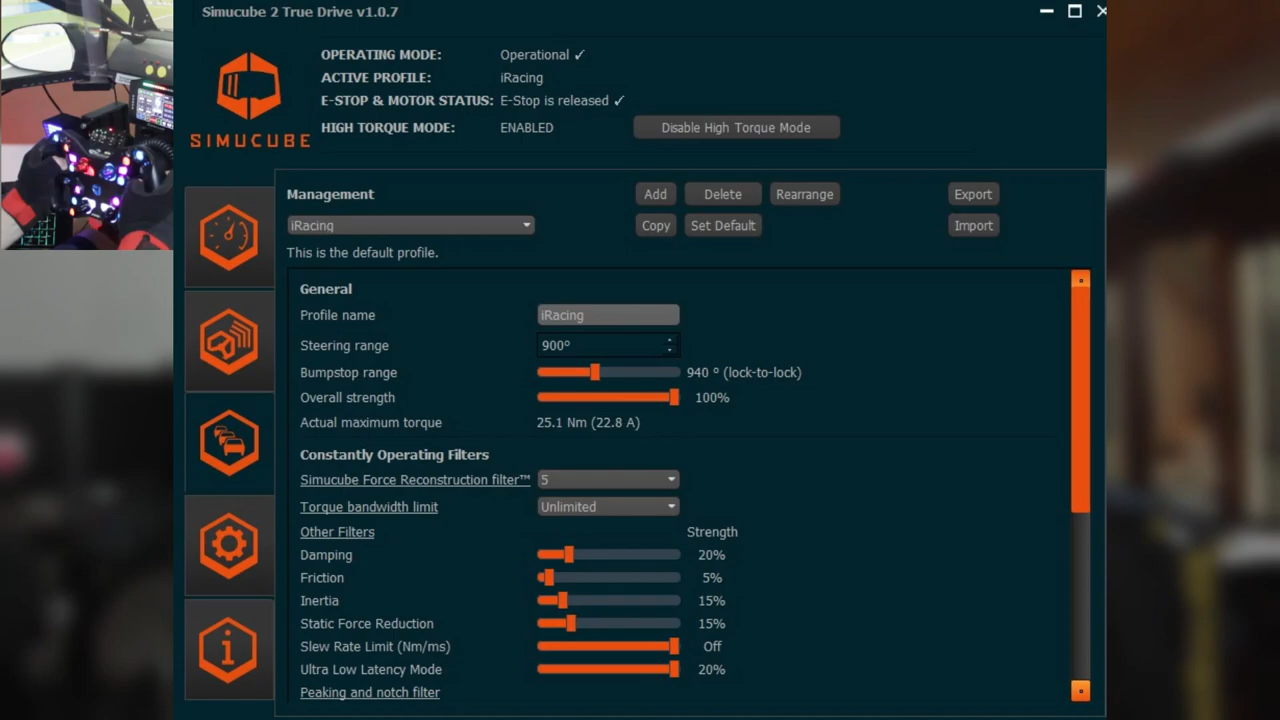 Simucube 2 True Drive v1.0.7
OPERATING MODE: Operational ✓
ACTIVE PROFILE: iRacing
E-STOP & MOTOR STATUS: E-Stop is released ✓
HIGH TORQUE MODE: ENABLED Disable High Torque Mode
SIMUCUBE
Management Add Delete Rearrange Export
iRacing Copy Set Default Import
This is the default profile.
General
Profile name iRacing
Steering range 900º
Bumpstop range 940 º (lock-to-lock)
Overall strength 100%
Actual maximum torque 25.1 Nm (22.8 A)
Constantly Operating Filters
Simucube Force Reconstruction filter™ 5
Torque bandwidth limit Unlimited
Other Filters Strength
Damping 20%
Friction 5%
Inertia 15%
Static Force Reduction 15%
Slew Rate Limit (Nm/ms) Off
Ultra Low Latency Mode 20%
Peaking and notch filter